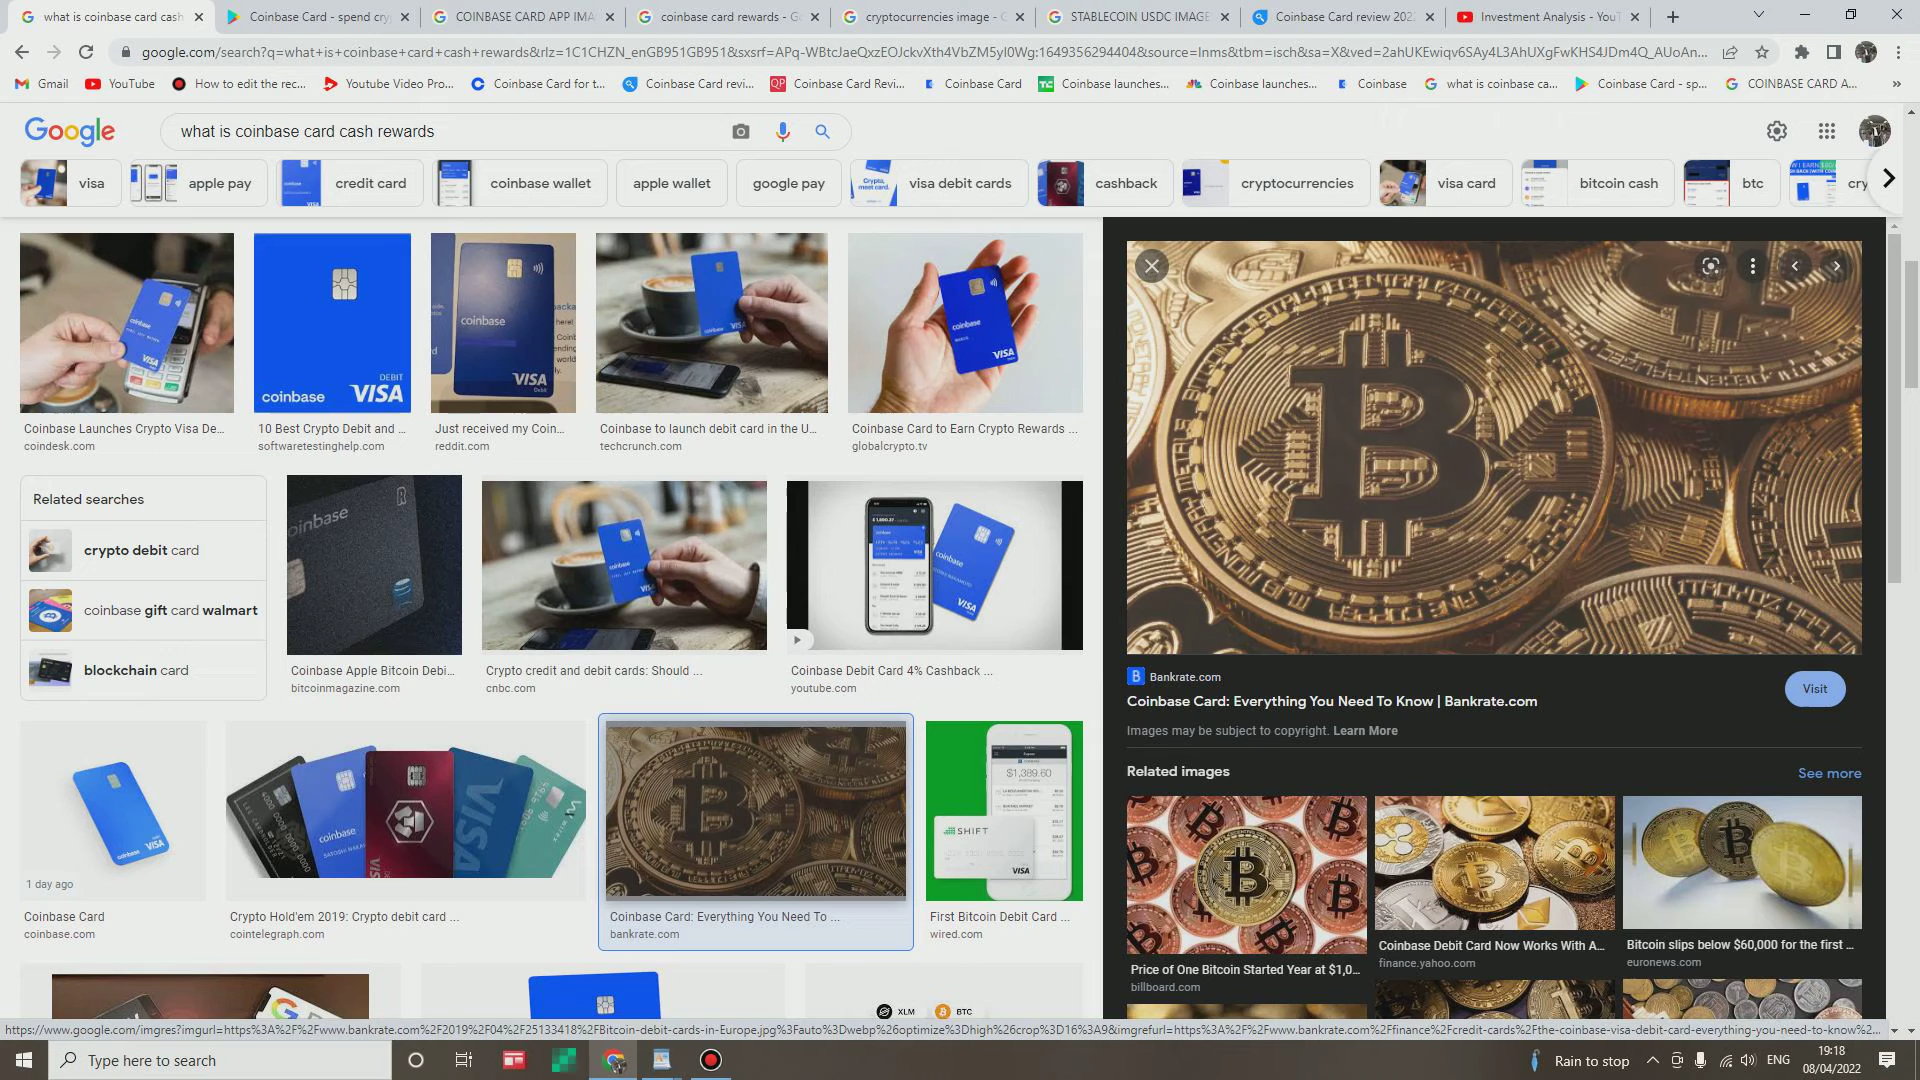 what is coinbase card cash
Coinbase Card - spend cry
COINBASE CARD APP IMA
coinbase card rewards - Go
cryptocurrencies image - G
STABLECOIN USDC IMAGE
Coinbase Card review 2022
Investment Analysis - YouT
google.com/search?q=what+is+coinbase+card+cash+rewards&rlz=1C1CHZN_enGB951GB951&sxsrf=APq-WBtcJaeQxzEOJckvXth4VbZM5yI0Wg:1649356294404&source=lnms&tbm=isch&sa=X&ved=2ahUKEwiqv6SAy4L3AhUXgFwKHS4JDm4Q_AUoAn...
Gmail
YouTube
How to edit the rec...
Youtube Video Pro...
Coinbase Card for t...
Coinbase Card revi...
Coinbase Card Revi...
Coinbase Card
Coinbase launches...
Coinbase launches...
Coinbase
what is coinbase ca...
Coinbase Card - sp...
COINBASE CARD A...
Google
what is coinbase card cash rewards
visa
apple pay
credit card
coinbase wallet
apple wallet
google pay
visa debit cards
cashback
cryptocurrencies
visa card
bitcoin cash
btc
cry
Coinbase Launches Crypto Visa De...
coindesk.com
coinbase
DEBIT
VISA
10 Best Crypto Debit and ...
softwaretestinghelp.com
coinbase
VISA
Just received my Coin...
reddit.com
Coinbase to launch debit card in the U...
techcrunch.com
coinbase
VISA
Coinbase Card to Earn Crypto Rewards ...
globalcrypto.tv
Related searches
crypto debit card
coinbase gift card walmart
blockchain card
coinbase
Coinbase Apple Bitcoin Debi...
bitcoinmagazine.com
Crypto credit and debit cards: Should ...
cnbc.com
coinbase
VISA
Coinbase Debit Card 4% Cashback ...
youtube.com
1 day ago
Coinbase Card
coinbase.com
coinbase
VISA
Crypto Hold'em 2019: Crypto debit card ...
cointelegraph.com
Coinbase Card: Everything You Need To ...
bankrate.com
$1,389.60
SHIFT
VISA
First Bitcoin Debit Card ...
wired.com
XLM
BTC
Bankrate.com
Coinbase Card: Everything You Need To Know | Bankrate.com
Visit
Images may be subject to copyright. Learn More
Related images
See more
Price of One Bitcoin Started Year at $1,0...
billboard.com
Coinbase Debit Card Now Works With A...
finance.yahoo.com
Bitcoin slips below $60,000 for the first ...
euronews.com
https://www.google.com/imgres?imgurl=https%3A%2F%2Fwww.bankrate.com%2F2019%2F04%2F25133418%2FBitcoin-debit-cards-in-Europe.jpg%3Fauto%3Dwebp%26optimize%3Dhigh%26crop%3D16%3A9&imgrefurl=https%3A%2F%2Fwww.bankrate.com%2Ffinance%2Fcredit-cards%2Fthe-coinbase-visa-debit-card-everything-you-need-to-know%2...
Type here to search
Rain to stop
ENG
19:18
08/04/2022